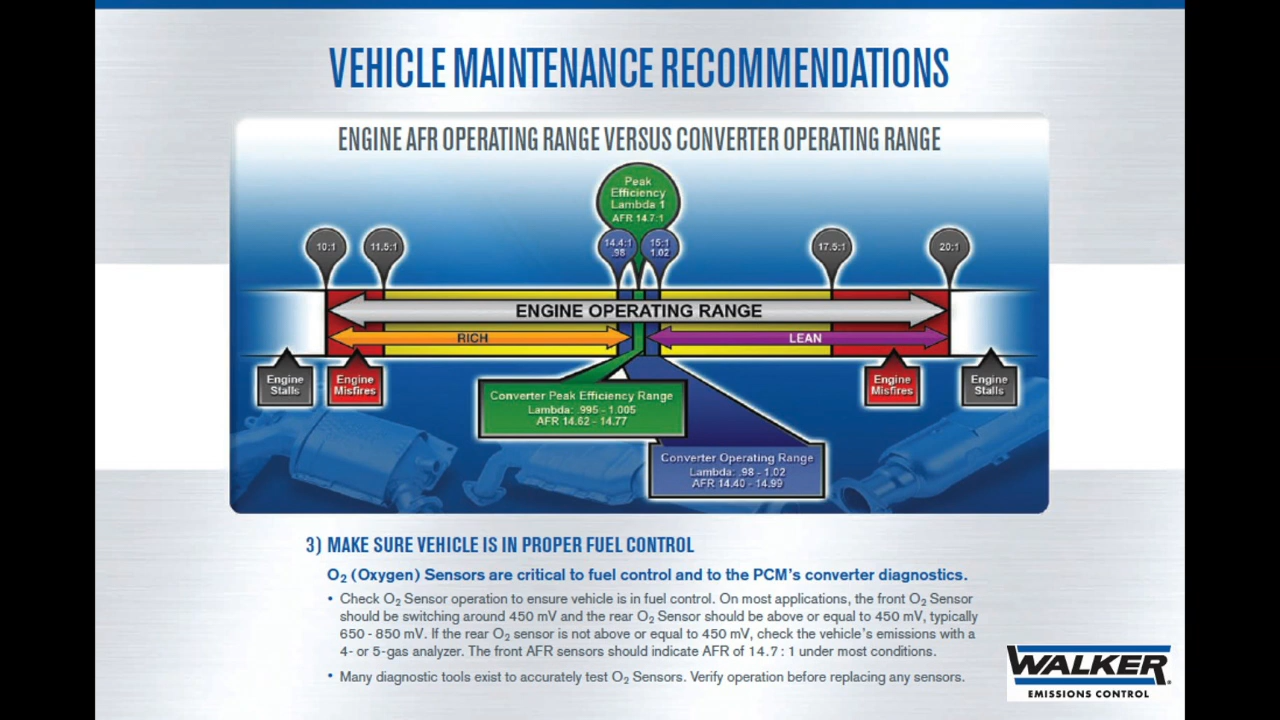 VEHICLE MAINTENANCE RECOMMENDATIONS
ENGINE AFR OPERATING RANGE VERSUS CONVERTER OPERATING RANGE
Peak
Efficiency
Lambda 1
AFR 14.7:1
10:1
11.5:1
14.4:1
.98
15:1
1.02
17.5:1
20:1
ENGINE OPERATING RANGE
RICH
LEAN
Engine
Stalls
Engine
Misfires
Engine
Misfires
Engine
Stalls
Converter Peak Efficiency Range
Lambda: .995 - 1.005
AFR 14.62 - 14.77
Converter Operating Range
Lambda: .98 - 1.02
AFR 14.40 - 14.99
3) MAKE SURE VEHICLE IS IN PROPER FUEL CONTROL
O₂ (Oxygen) Sensors are critical to fuel control and to the PCM's converter diagnostics.
• Check O₂ Sensor operation to ensure vehicle is in fuel control. On most applications, the front O₂ Sensor
should be switching around 450 mV and the rear O₂ Sensor should be above or equal to 450 mV, typically
650 - 850 mV. If the rear O₂ sensor is not above or equal to 450 mV, check the vehicle's emissions with a
4- or 5-gas analyzer. The front AFR sensors should indicate AFR of 14.7 : 1 under most conditions.
• Many diagnostic tools exist to accurately test O₂ Sensors. Verify operation before replacing any sensors.
WALKER
EMISSIONS CONTROL